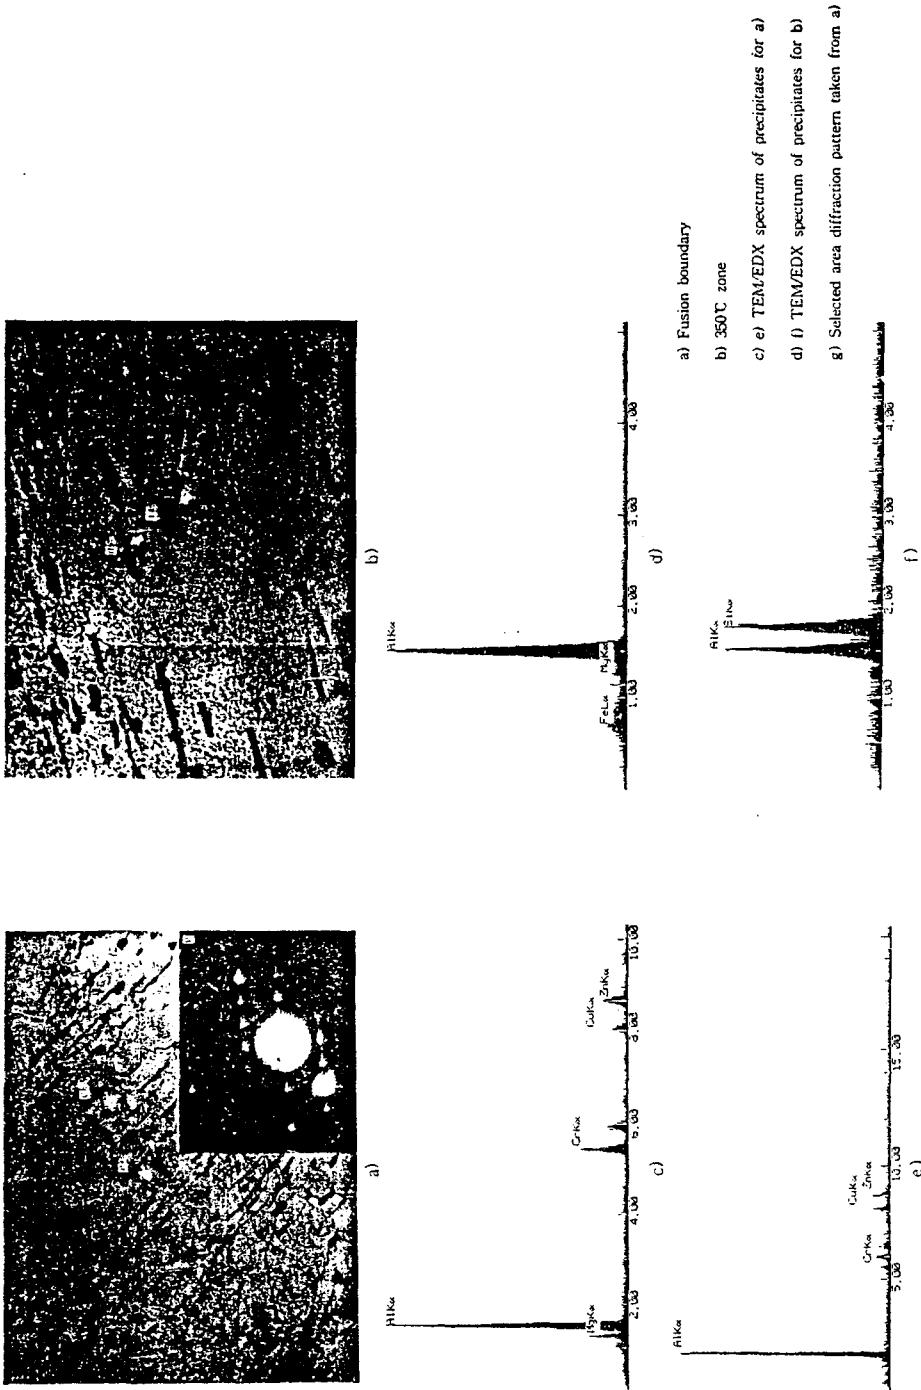 a)
b)
AlKα
MgKα
CrKα
CuKα
ZnKα
2.00
4.00
6.00
8.00
10.00
c)
AlKα
FeLα
MgKα
1.00
2.00
3.00
4.00
d)
AlKα
CrKα
CuKα
ZnKα
5.00
10.00
15.00
e)
AlKα
SiKα
1.00
2.00
3.00
4.00
f)
a) Fusion boundary
b) 350℃ zone
c) e) TEM/EDX spectrum of precipitates for a)
d) f) TEM/EDX spectrum of precipitates for b)
g) Selected area diffraction pattern taken from a)